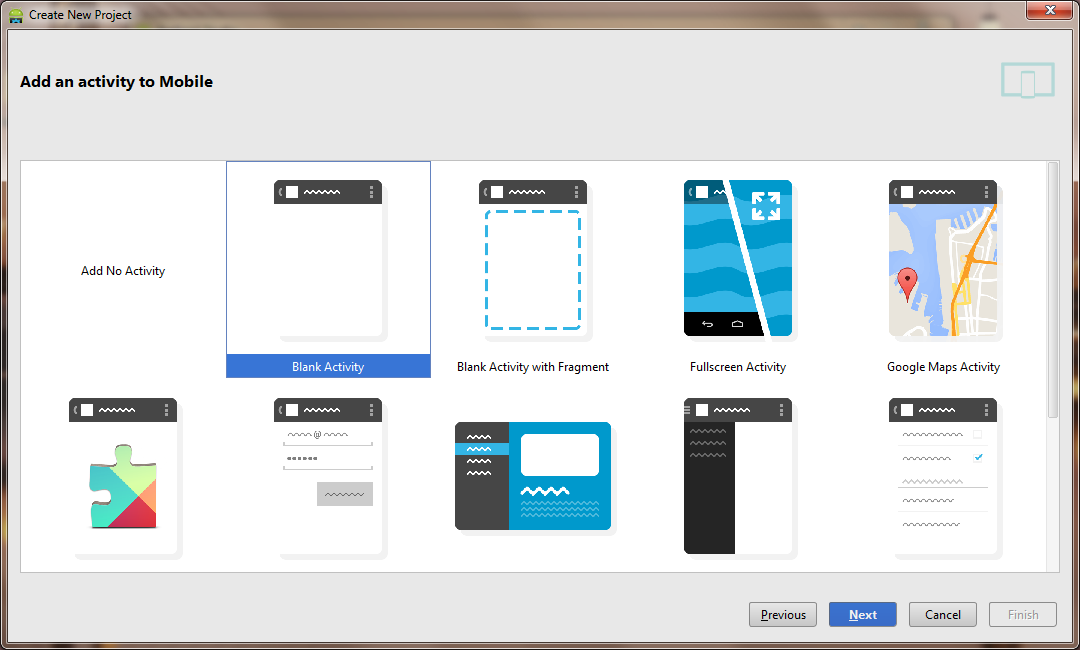 Create New Project
Add an activity to Mobile
Add No Activity
Blank Activity
Blank Activity with Fragment
Fullscreen Activity
Google Maps Activity
@
Previous
Next
Cancel
Finish